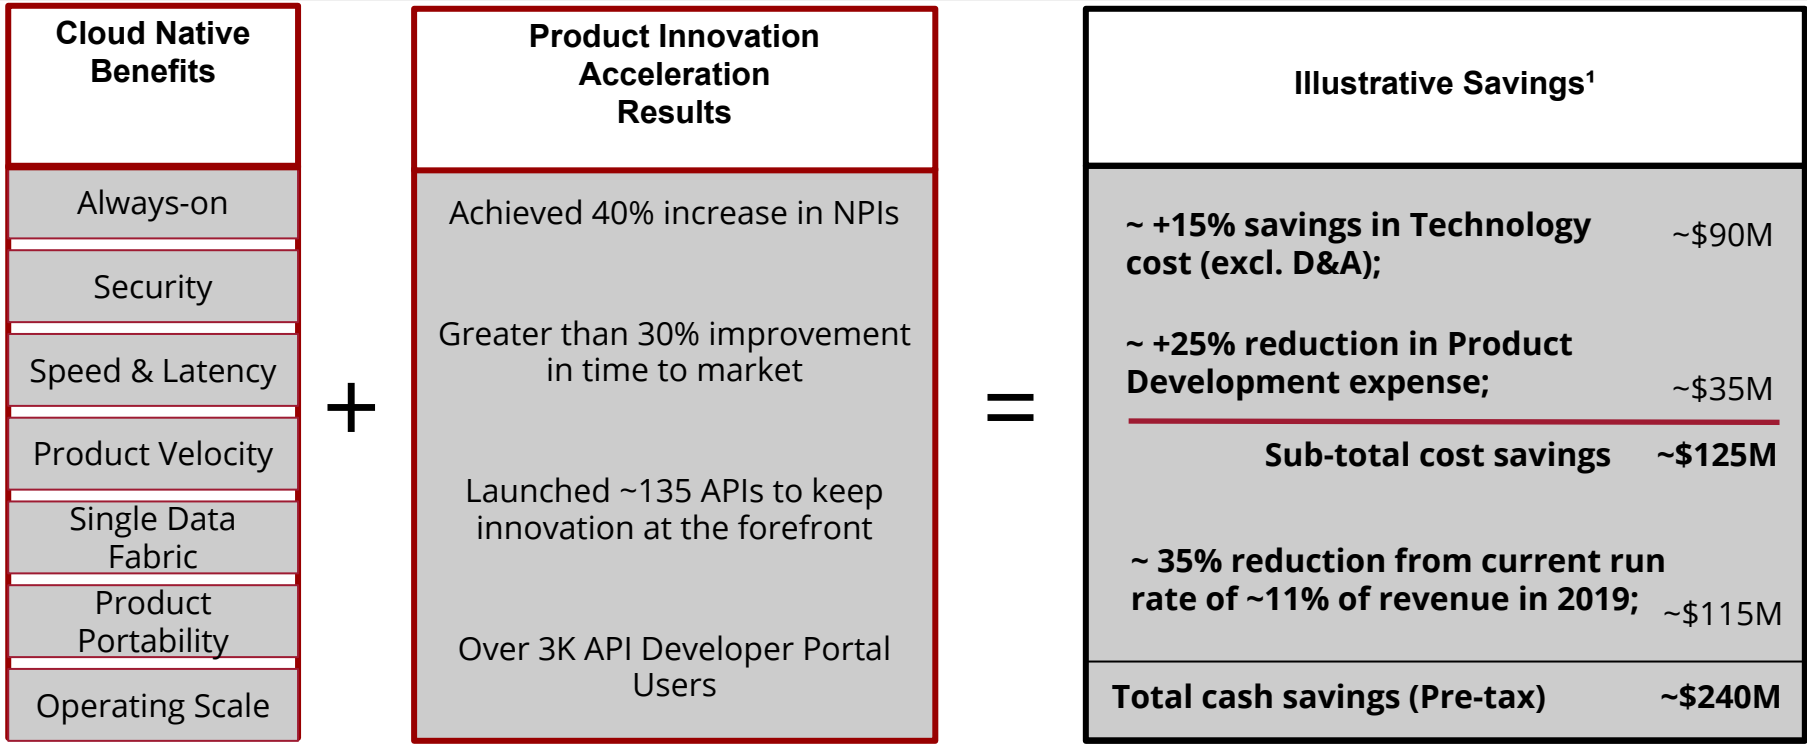 Cloud Native
Benefits
Always-on
Security
Speed & Latency
Product Velocity
Single Data
Fabric
Product
Portability
Operating Scale
+
Product Innovation
Acceleration
Results
Achieved 40% increase in NPIs
Greater than 30% improvement
in time to market
Launched ~135 APIs to keep
innovation at the forefront
Over 3K API Developer Portal
Users
=
Illustrative Savings¹
~ +15% savings in Technology
cost (excl. D&A);
~$90M
~ +25% reduction in Product
Development expense;
~$35M
Sub-total cost savings ~$125M
~ 35% reduction from current run
rate of ~11% of revenue in 2019;
~$115M
Total cash savings (Pre-tax) ~$240M